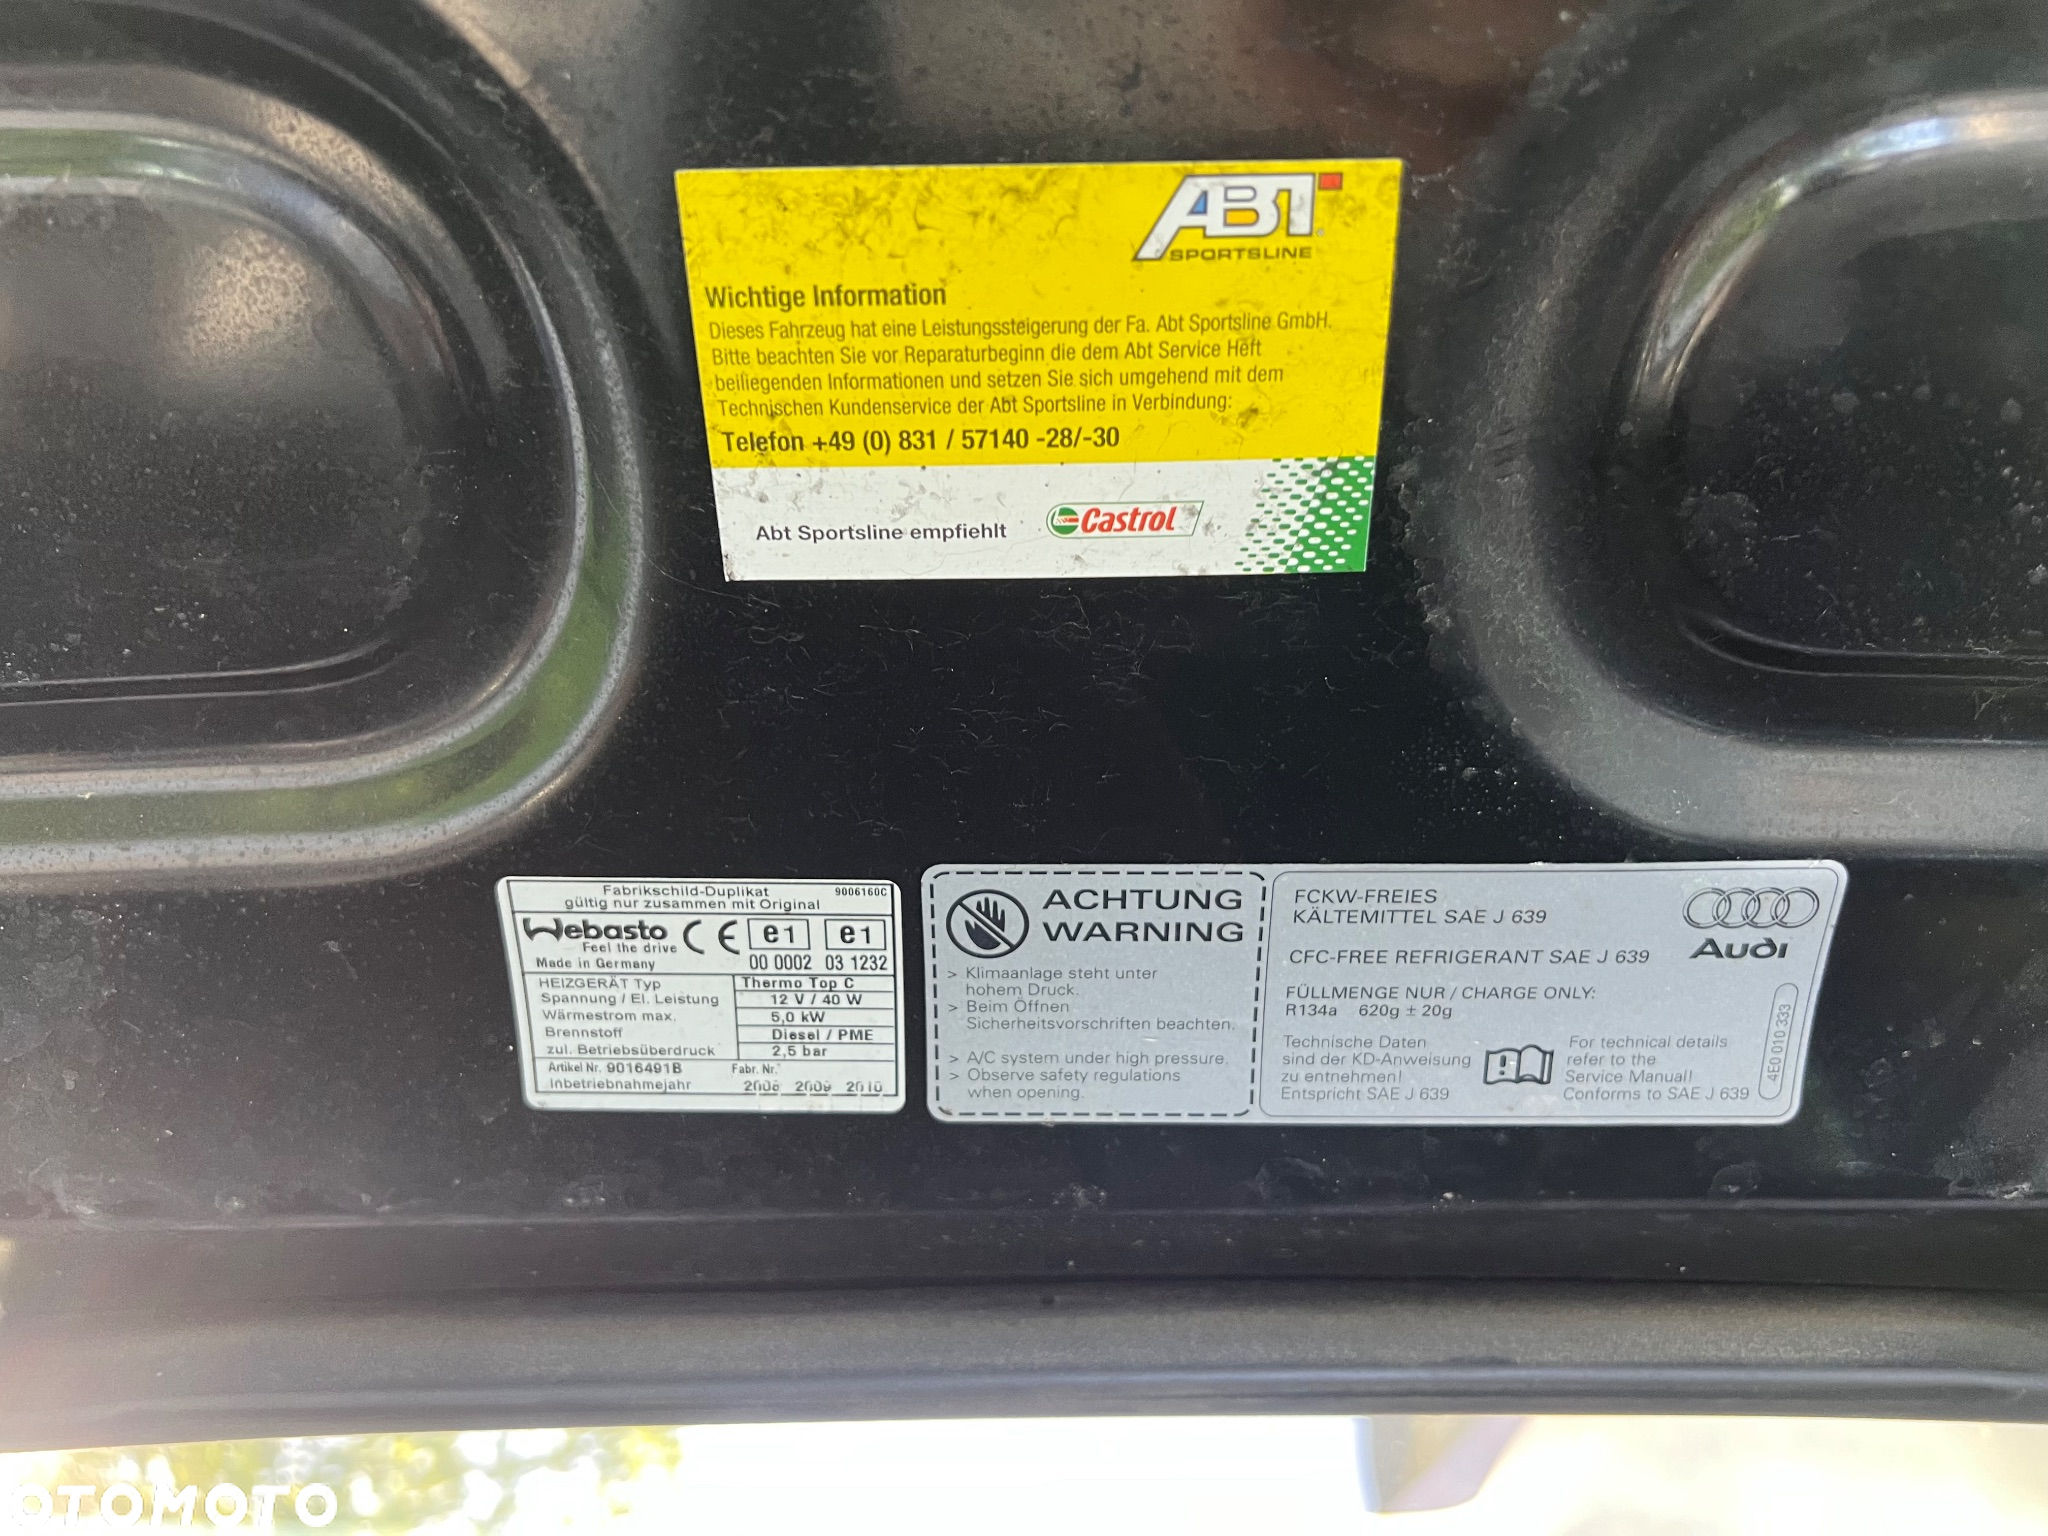 ABT
SPORTSLINE
Wichtige Information
Dieses Fahrzeug hat eine Leistungssteigerung der Fa. Abt Sportsline GmbH.
Bitte beachten Sie vor Reparaturbeginn die dem Abt Service Heft
beiliegenden Informationen und setzen Sie sich umgehend mit dem
Technischen Kundenservice der Abt Sportsline in Verbindung:
Telefon +49 (0) 831 / 57140 -28/-30
Abt Sportsline empfiehlt Castrol
Fabrikschild-Duplikat 9006160C
gültig nur zusammen mit Original
Webasto CE e1 e1
Feel the drive
Made in Germany 00 0002 03 1232
HEIZGERÄT Typ Thermo Top C
Spannung / El. Leistung 12 V / 40 W
Wärmestrom max. 5,0 kW
Brennstoff Diesel / PME
zul. Betriebsüberdruck 2,5 bar
Artikel Nr. 9016491B Fabr. Nr.
Inbetriebnahmejahr 2008 2009 2010
ACHTUNG
WARNING
> Klimaanlage steht unter
hohem Druck.
> Beim Öffnen
Sicherheitsvorschriften beachten.
> A/C system under high pressure.
> Observe safety regulations
when opening.
FCKW-FREIES
KÄLTEMITTEL SAE J 639
Audi
CFC-FREE REFRIGERANT SAE J 639
FÜLLMENGE NUR / CHARGE ONLY:
R134a 620g ± 20g
Technische Daten
sind der KD-Anweisung
zu entnehmen!
Entspricht SAE J 639
For technical details
refer to the
Service Manual!
Conforms to SAE J 639
4E0 010 333
OTOMOTO